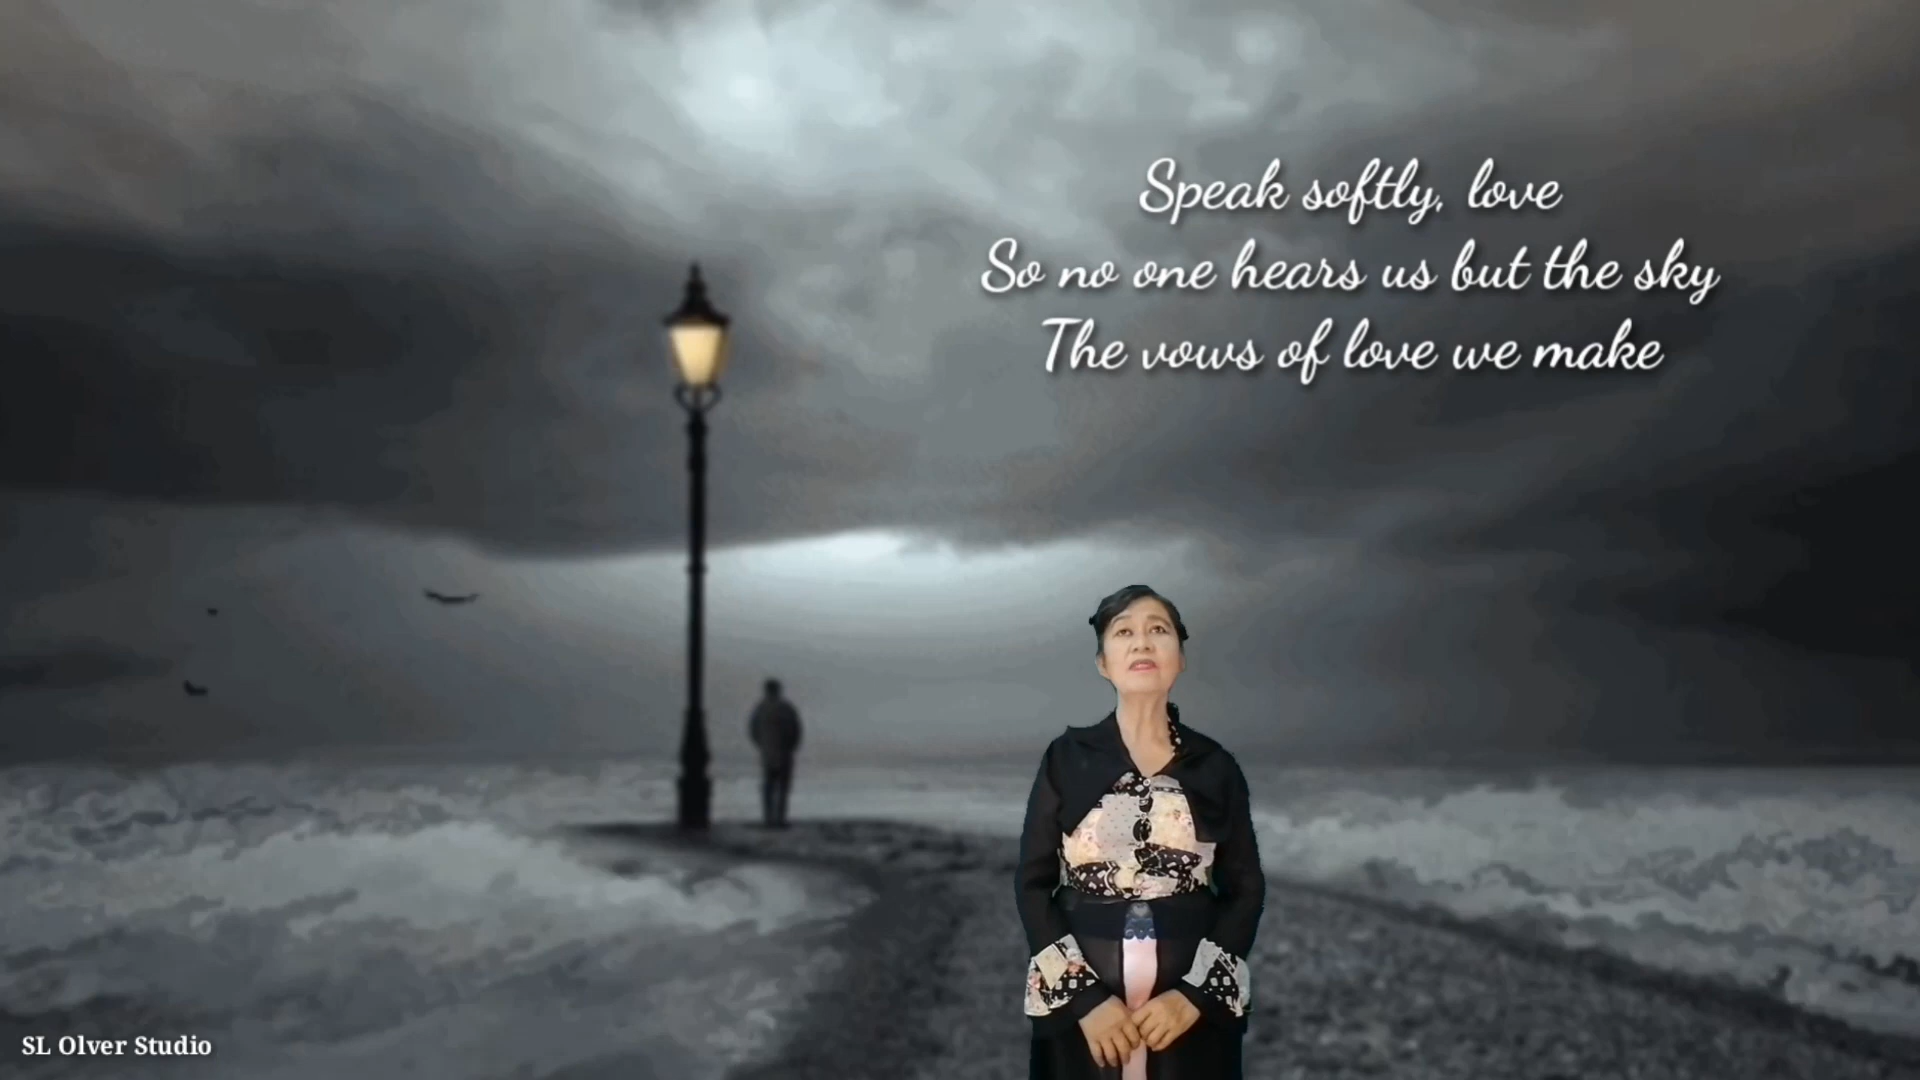 Speak softly, love
So no one hears us but the sky
The vows of love we make
SL Olver Studio